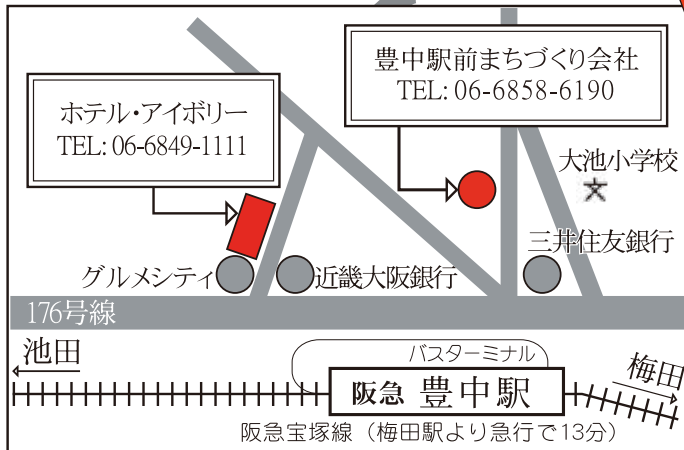 豊中駅前まちづくり会社
TEL: 06-6858-6190
ホテル・アイボリー
TEL: 06-6849-1111
大池小学校
文
三井住友銀行
グルメシティ
近畿大阪銀行
176号線
池田
バスターミナル
梅田
阪急 豊中駅
阪急宝塚線（梅田駅より急行で13分）